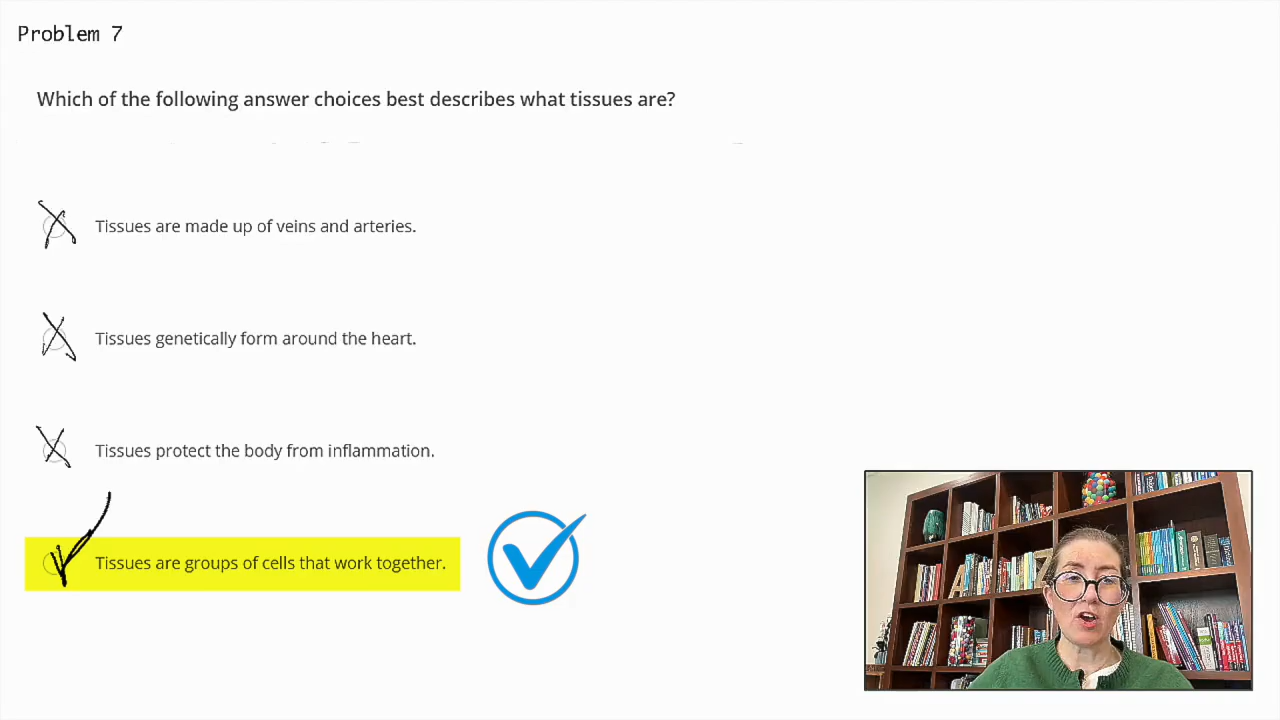 Problem 7
Which of the following answer choices best describes what tissues are?
Tissues are made up of veins and arteries.
Tissues genetically form around the heart.
Tissues protect the body from inflammation.
Tissues are groups of cells that work together.